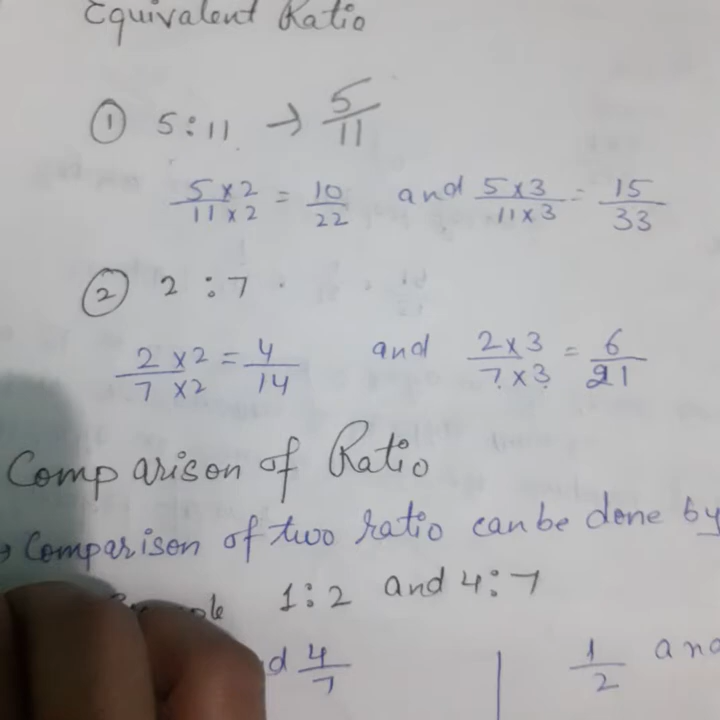 Equivalent Ratio
① 5:11 → 5/11
5×2/11×2 = 10/22 and 5×3/11×3 = 15/33
② 2:7
2×2/7×2 = 4/14 and 2×3/7×3 = 6/21
Comparison of Ratio
→ Comparison of two ratio can be done by
1:2 and 4:7
4/7 | 1/2 and